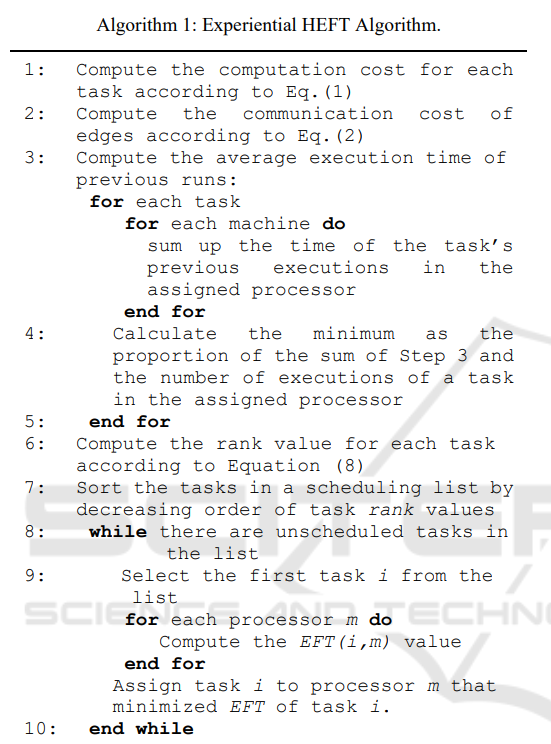 Algorithm 1: Experiential HEFT Algorithm.
1: Compute the computation cost for each
task according to Eq.(1)
2: Compute the communication cost of
edges according to Eq.(2)
3: Compute the average execution time of
previous runs:
for each task
for each machine do
sum up the time of the task's
previous executions in the
assigned processor
end for
4: Calculate the minimum as the
proportion of the sum of Step 3 and
the number of executions of a task
in the assigned processor
5: end for
6: Compute the rank value for each task
according to Equation (8)
7: Sort the tasks in a scheduling list by
decreasing order of task rank values
8: while there are unscheduled tasks in
the list
9: Select the first task i from the
list
for each processor m do
Compute the EFT(i,m) value
end for
Assign task i to processor m that
minimized EFT of task i.
10: end while
SCITEP
SCIENCE AND TECHNO